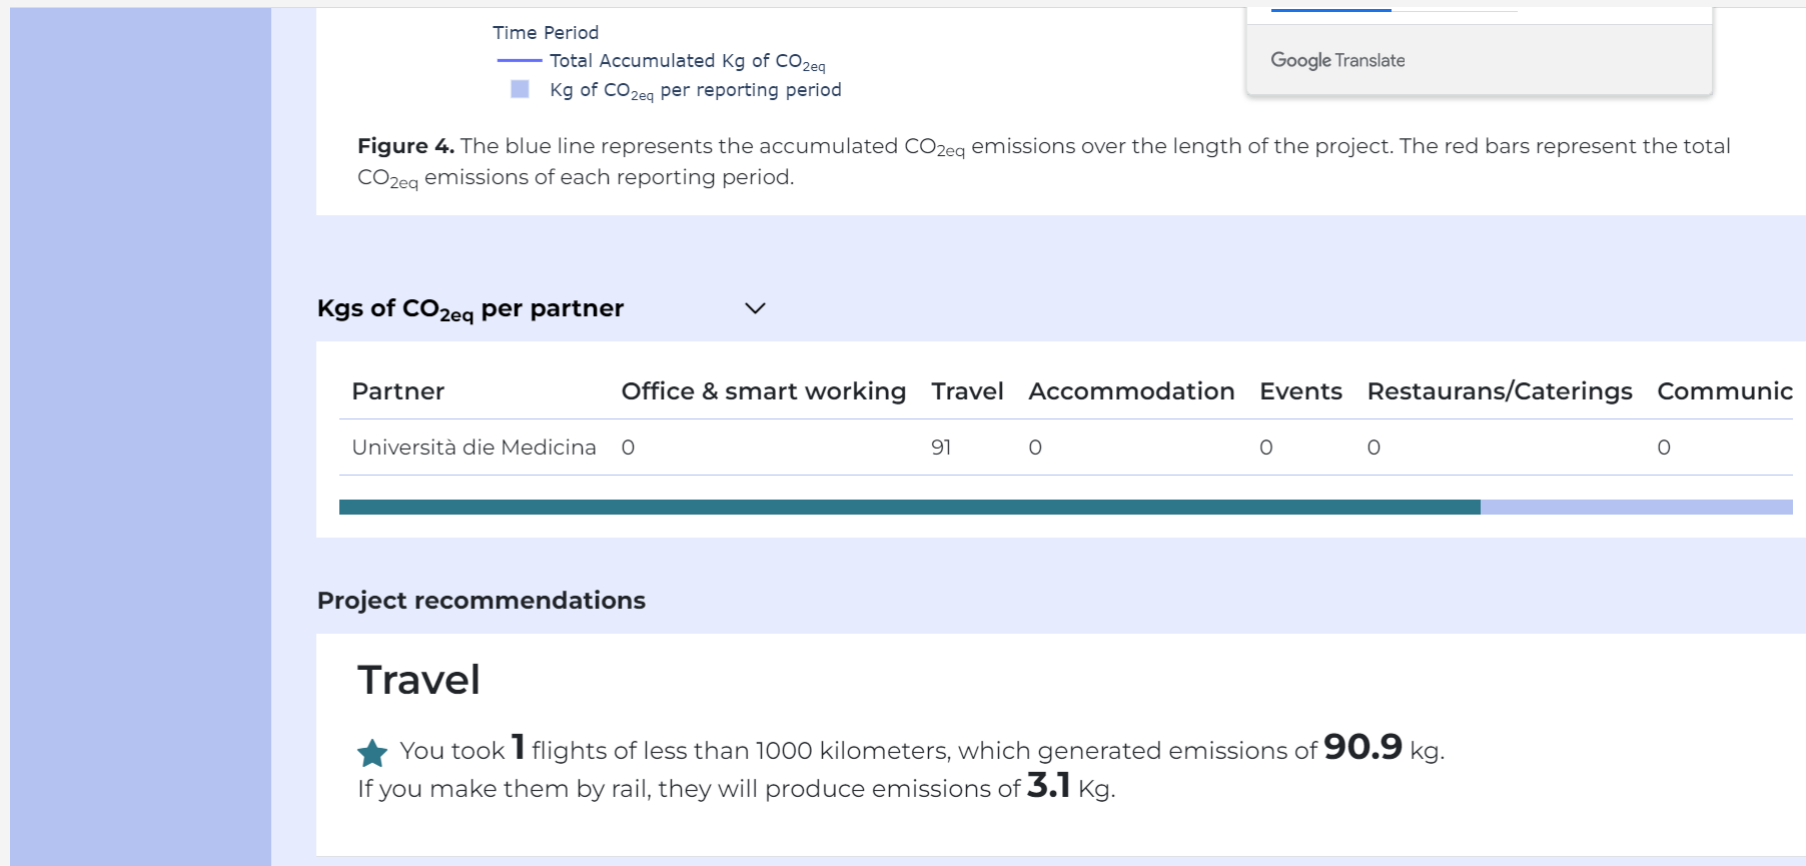 Time Period
Total Accumulated Kg of CO2eq
Kg of CO2eq per reporting period
Google Translate
Figure 4. The blue line represents the accumulated CO2eq emissions over the length of the project. The red bars represent the total
CO2eq emissions of each reporting period.
Kgs of CO2eq per partner
Partner Office & smart working Travel Accommodation Events Restaurans/Caterings Communic
Università die Medicina 0 91 0 0 0 0
Project recommendations
Travel
You took 1 flights of less than 1000 kilometers, which generated emissions of 90.9 kg.
If you make them by rail, they will produce emissions of 3.1 Kg.